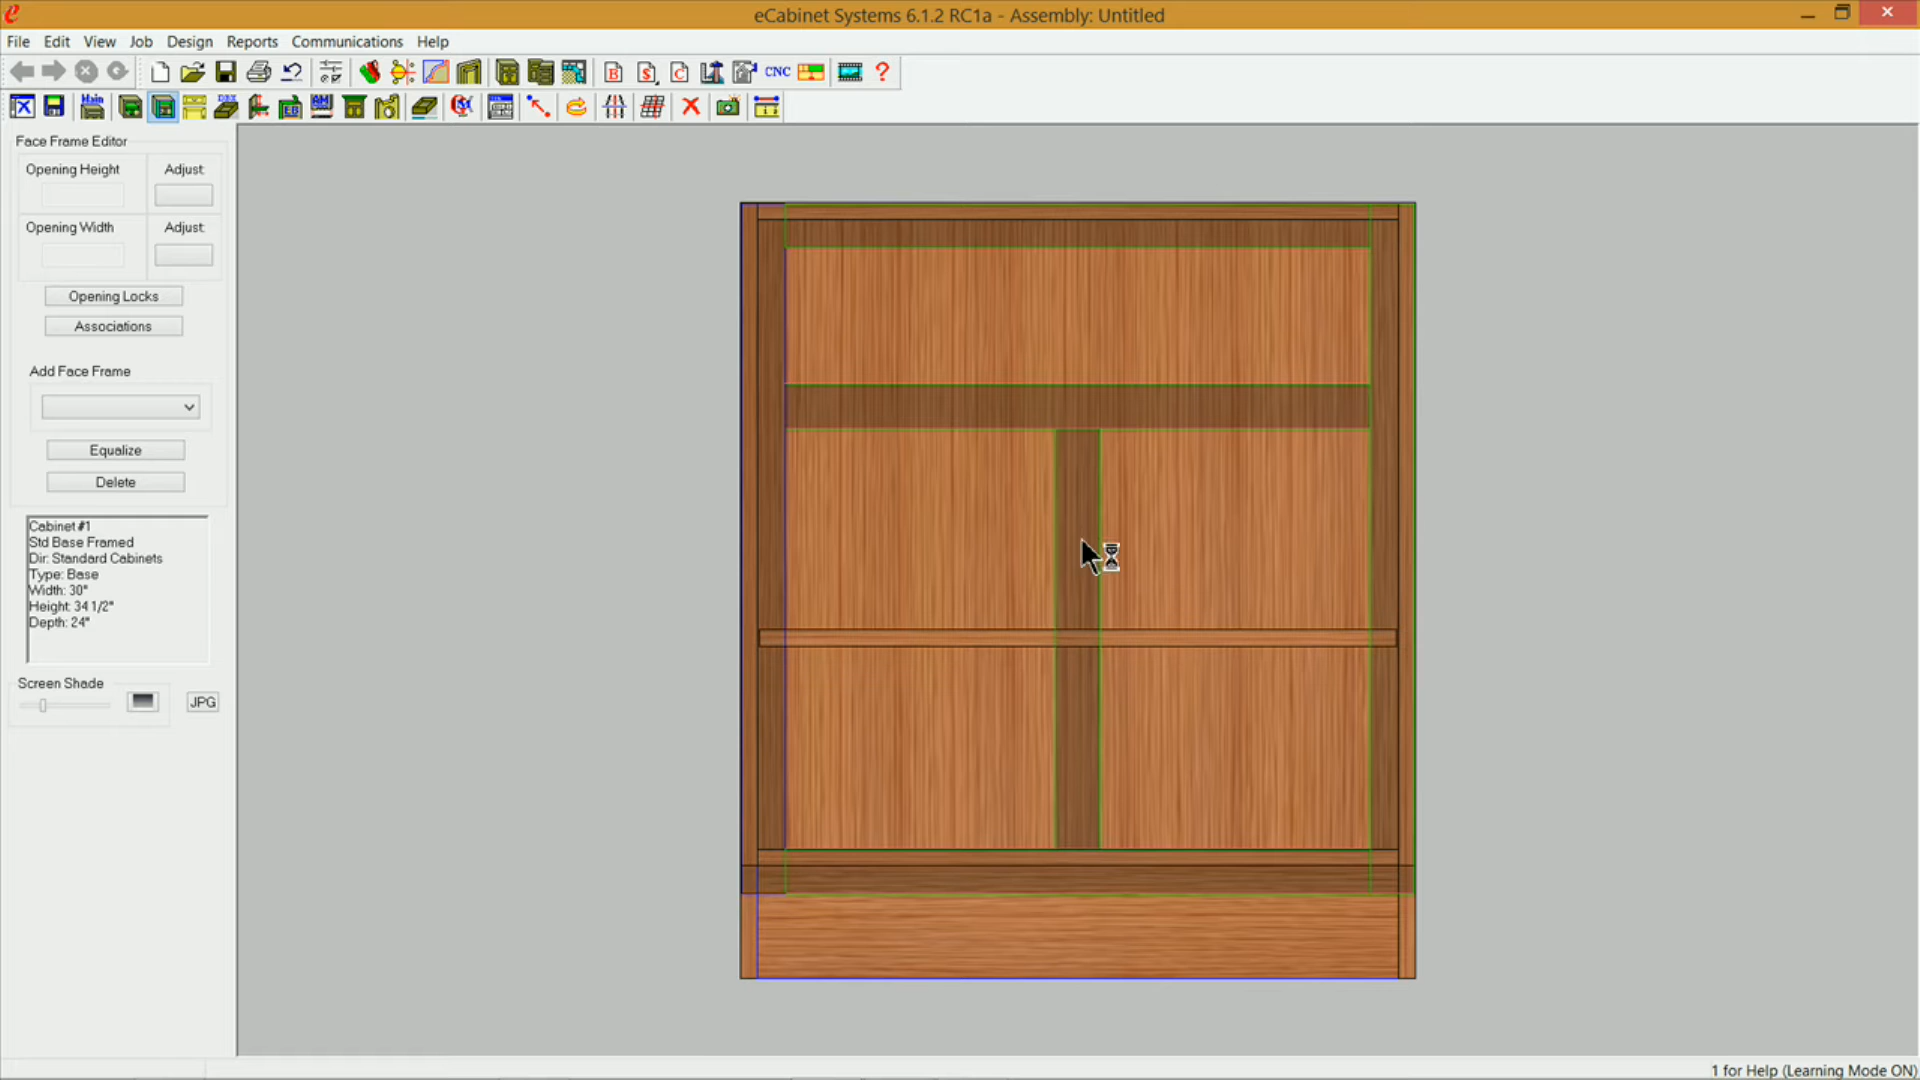 eCabinet Systems 6.1.2 RC1a - Assembly: Untitled
File Edit View Job Design Reports Communications Help
B $ C CNC ?
Main EB
Face Frame Editor
Opening Height Adjust
Opening Width Adjust
Opening Locks
Associations
Add Face Frame
Equalize
Delete
Cabinet #1
Std Base Framed
Dir: Standard Cabinets
Type: Base
Width: 30"
Height: 34 1/2"
Depth: 24"
Screen Shade
JPG
1 for Help (Learning Mode ON)